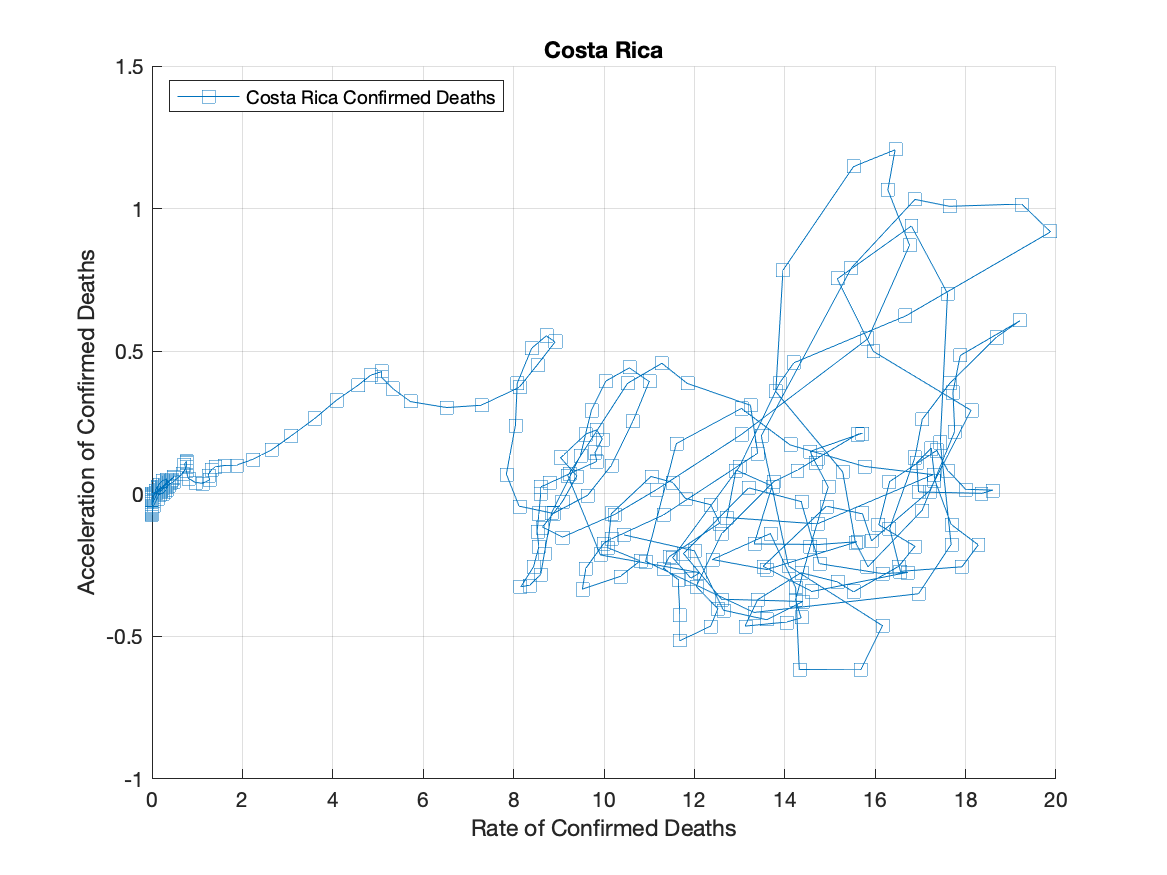 Costa Rica
1.5
Costa Rica Confirmed Deaths
1
0.5
0
-0.5
-1
Acceleration of Confirmed Deaths
0 2 4 6 8 10 12 14 16 18 20
Rate of Confirmed Deaths